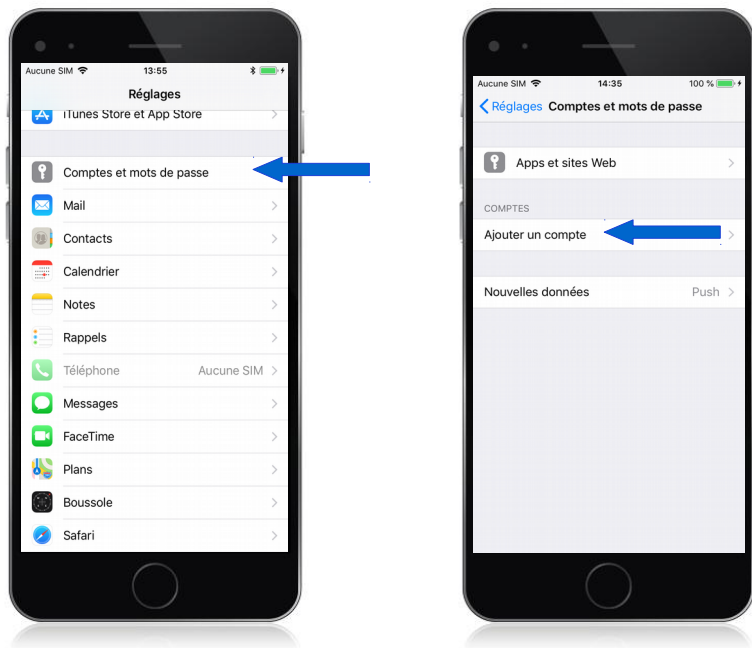 Aucune SIM 13:55
Réglages
iTunes Store et App Store
Comptes et mots de passe
Mail
Contacts
Calendrier
Notes
Rappels
Téléphone Aucune SIM
Messages
FaceTime
Plans
Boussole
Safari
Aucune SIM 14:35 100 %
Réglages Comptes et mots de passe
Apps et sites Web
COMPTES
Ajouter un compte
Nouvelles données Push